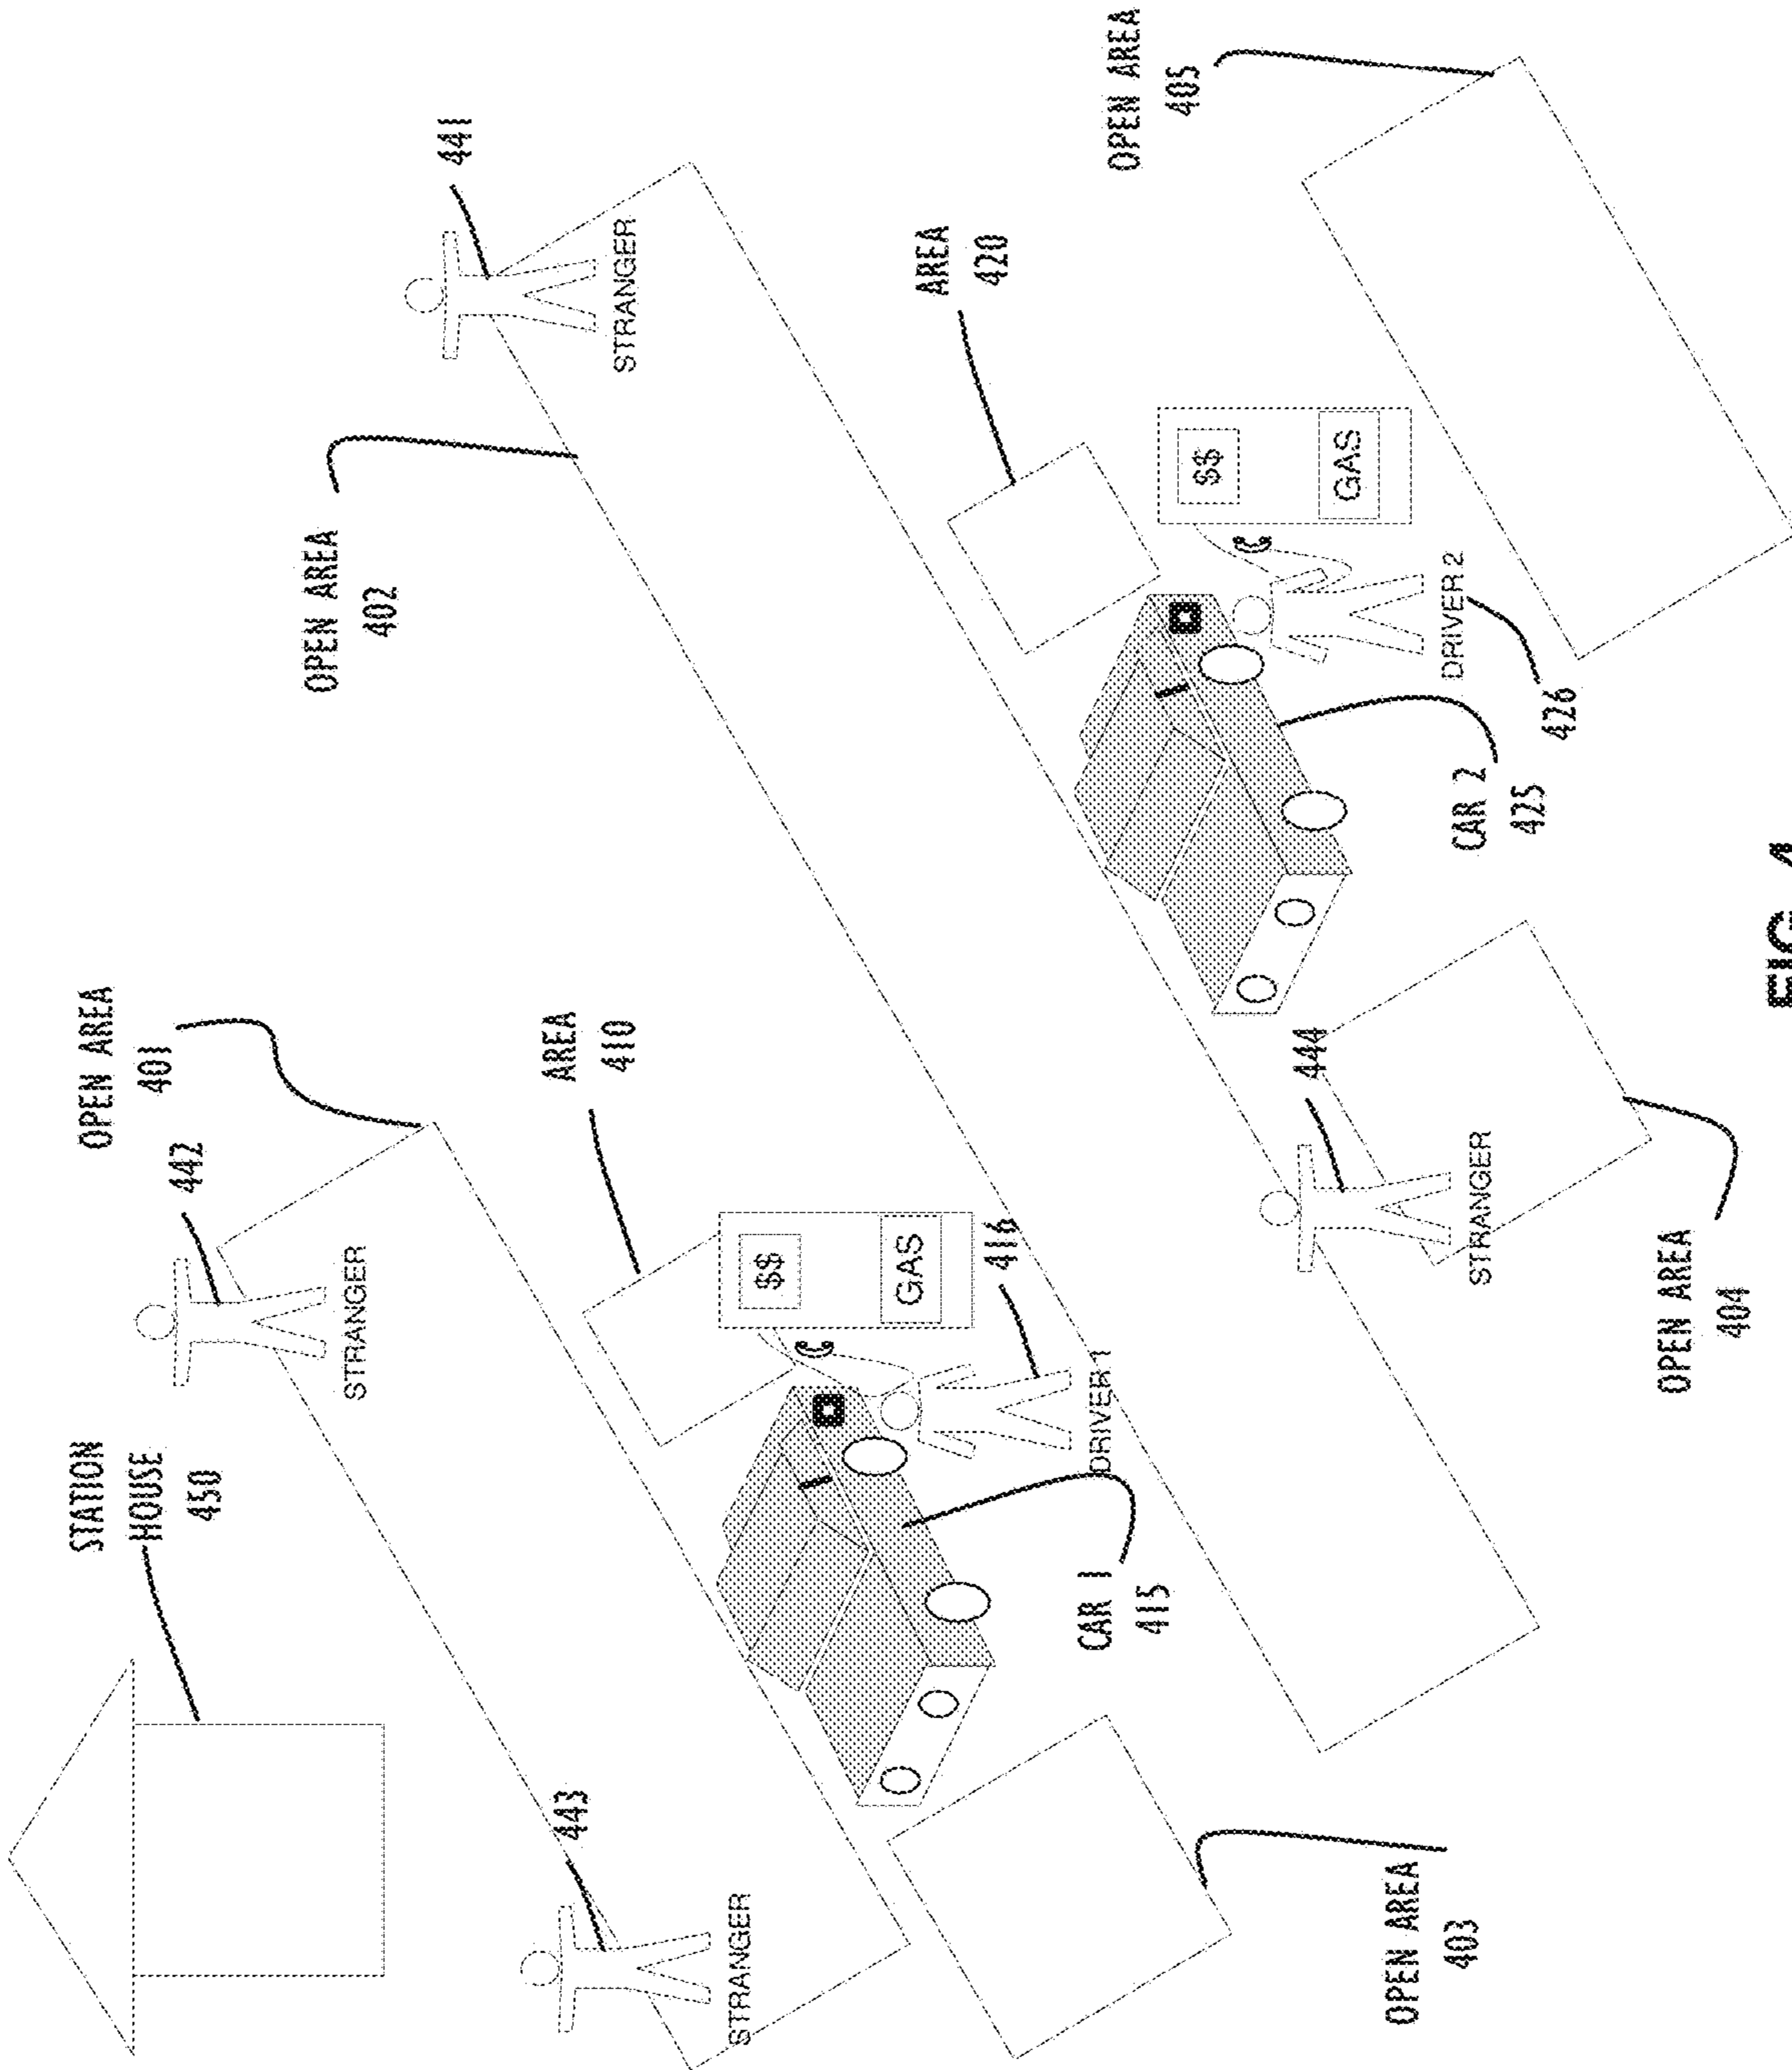 STATION
HOUSE
450
OPEN AREA
401
442
STRANGER
OPEN AREA
402
441
STRANGER
443
STRANGER
AREA
410
$$
GAS
416
DRIVER 1
CAR 1
415
AREA
420
OPEN AREA
405
$$
GAS
DRIVER 2
426
CAR 2
425
444
STRANGER
OPEN AREA
403
OPEN AREA
404
FIG. 4